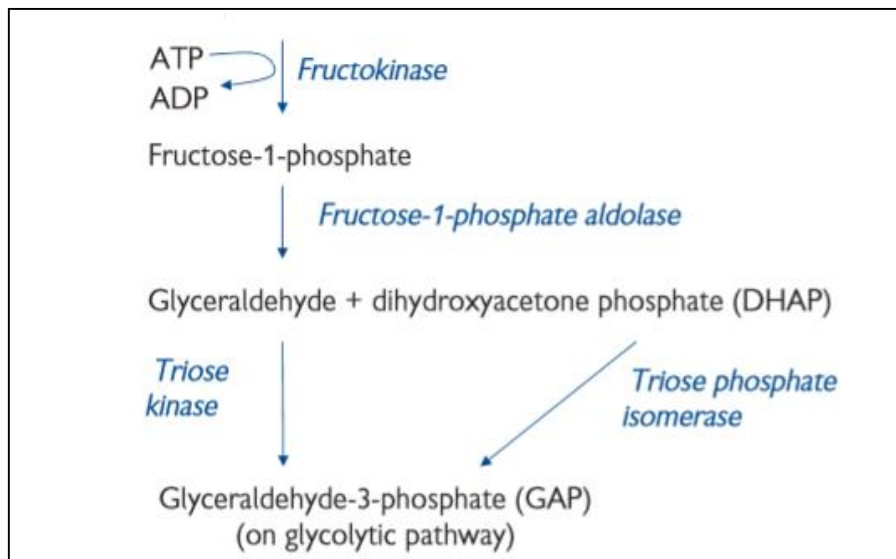 ATP
ADP
Fructokinase
Fructose-1-phosphate
Fructose-1-phosphate aldolase
Glyceraldehyde + dihydroxyacetone phosphate (DHAP)
Triose
kinase
Triose phosphate
isomerase
Glyceraldehyde-3-phosphate (GAP)
(on glycolytic pathway)